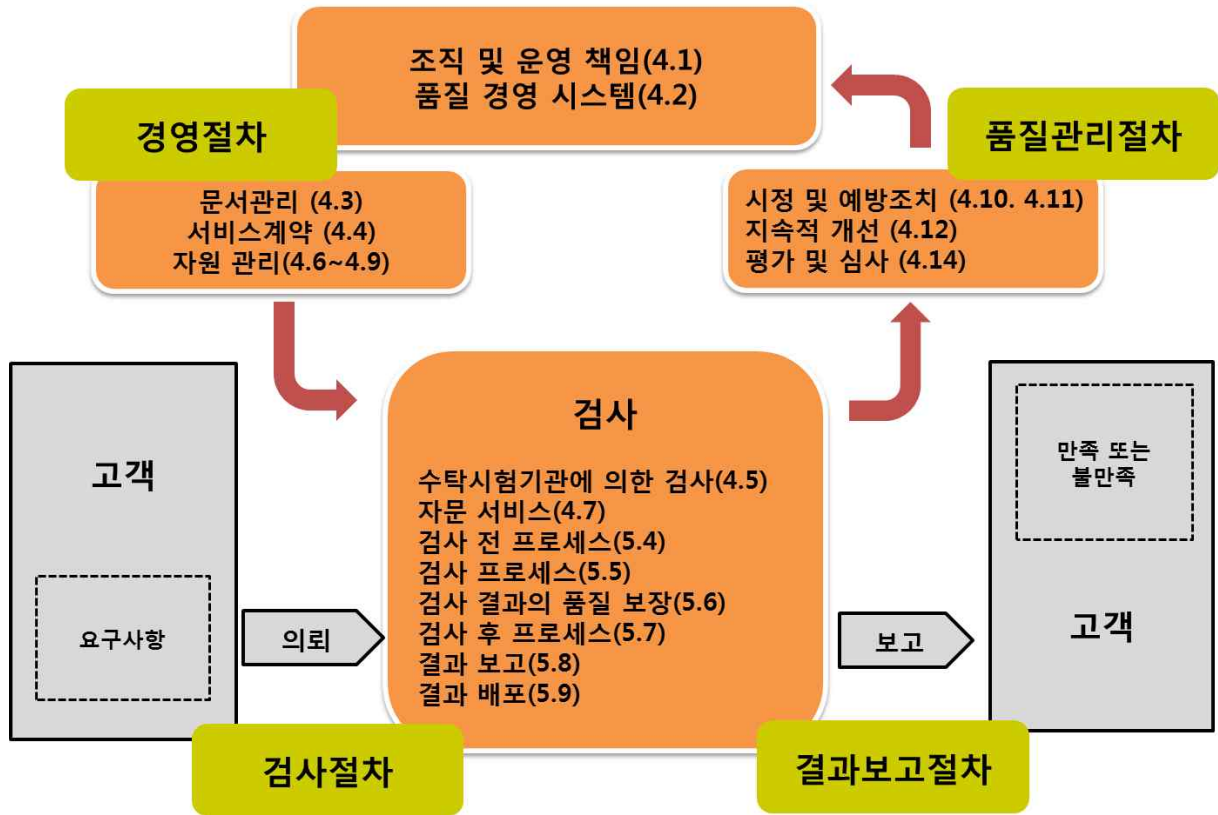 조직 및 운영 책임(4.1)
품질 경영 시스템(4.2)
경영절차
품질관리절차
문서관리 (4.3)
서비스계약 (4.4)
자원 관리(4.6~4.9)
시정 및 예방조치 (4.10. 4.11)
지속적 개선 (4.12)
평가 및 심사 (4.14)
고객
요구사항
의뢰
검사
수탁시험기관에 의한 검사(4.5)
자문 서비스(4.7)
검사 전 프로세스(5.4)
검사 프로세스(5.5)
검사 결과의 품질 보장(5.6)
검사 후 프로세스(5.7)
결과 보고(5.8)
결과 배포(5.9)
보고
만족 또는
불만족
고객
검사절차
결과보고절차